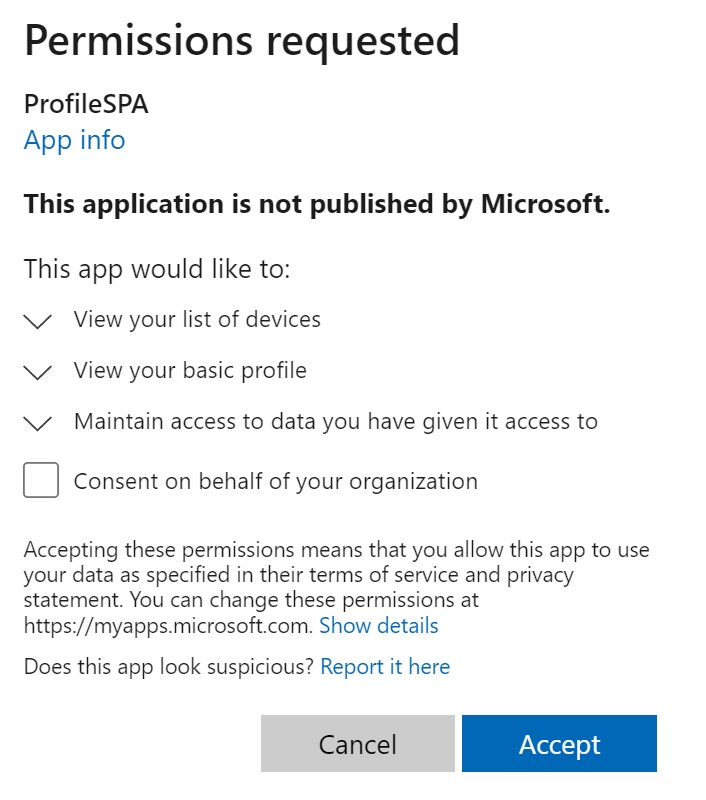 Permissions requested
ProfileSPA
App info
This application is not published by Microsoft.
This app would like to:
View your list of devices
View your basic profile
Maintain access to data you have given it access to
Consent on behalf of your organization
Accepting these permissions means that you allow this app to use
your data as specified in their terms of service and privacy
statement. You can change these permissions at
https://myapps.microsoft.com. Show details
Does this app look suspicious? Report it here
Cancel Accept